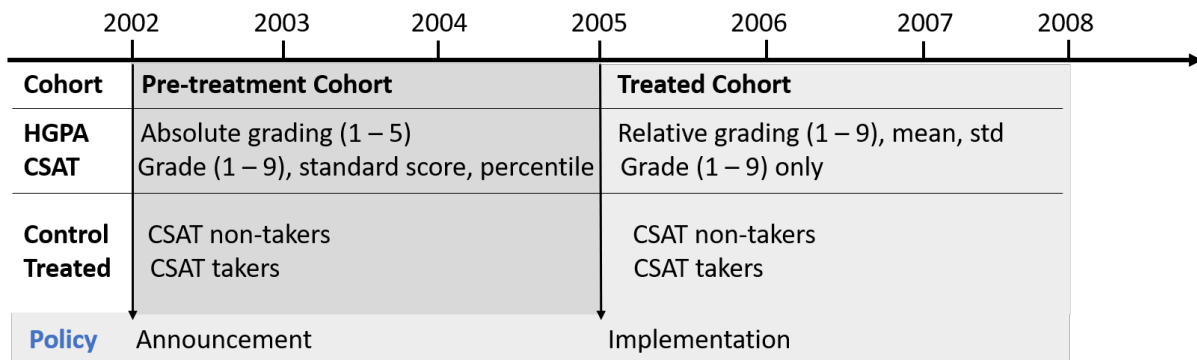 2002 2003 2004 2005 2006 2007 2008
Cohort Pre-treatment Cohort Treated Cohort
HGPA Absolute grading (1 – 5) Relative grading (1 – 9), mean, std
CSAT Grade (1 – 9), standard score, percentile Grade (1 – 9) only
Control CSAT non-takers CSAT non-takers
Treated CSAT takers CSAT takers
Policy Announcement Implementation